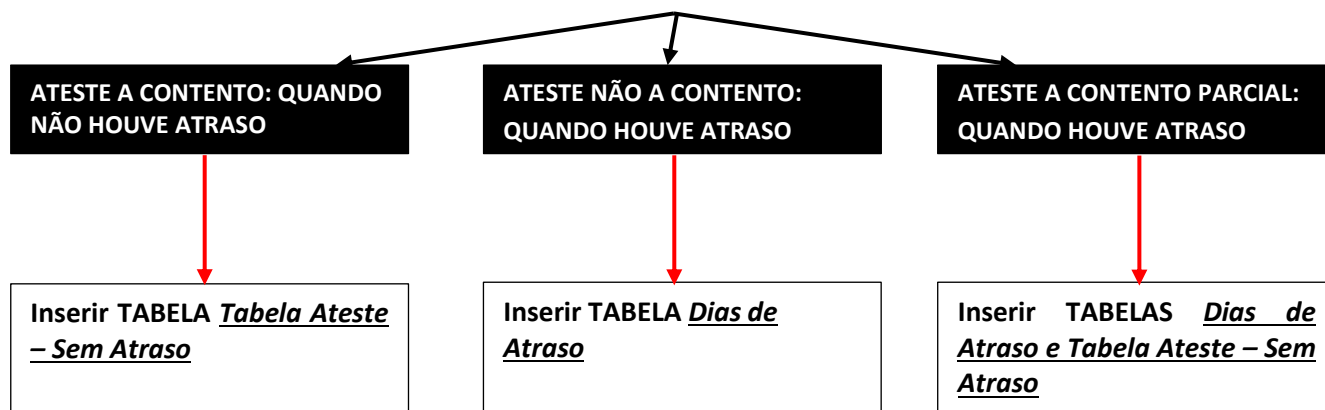 ATESTE A CONTENTO: QUANDO
NÃO HOUVE ATRASO
ATESTE NÃO A CONTENTO:
QUANDO HOUVE ATRASO
ATESTE A CONTENTO PARCIAL:
QUANDO HOUVE ATRASO
Inserir TABELA Tabela Ateste
– Sem Atraso
Inserir TABELA Dias de
Atraso
Inserir TABELAS Dias de
Atraso e Tabela Ateste – Sem
Atraso